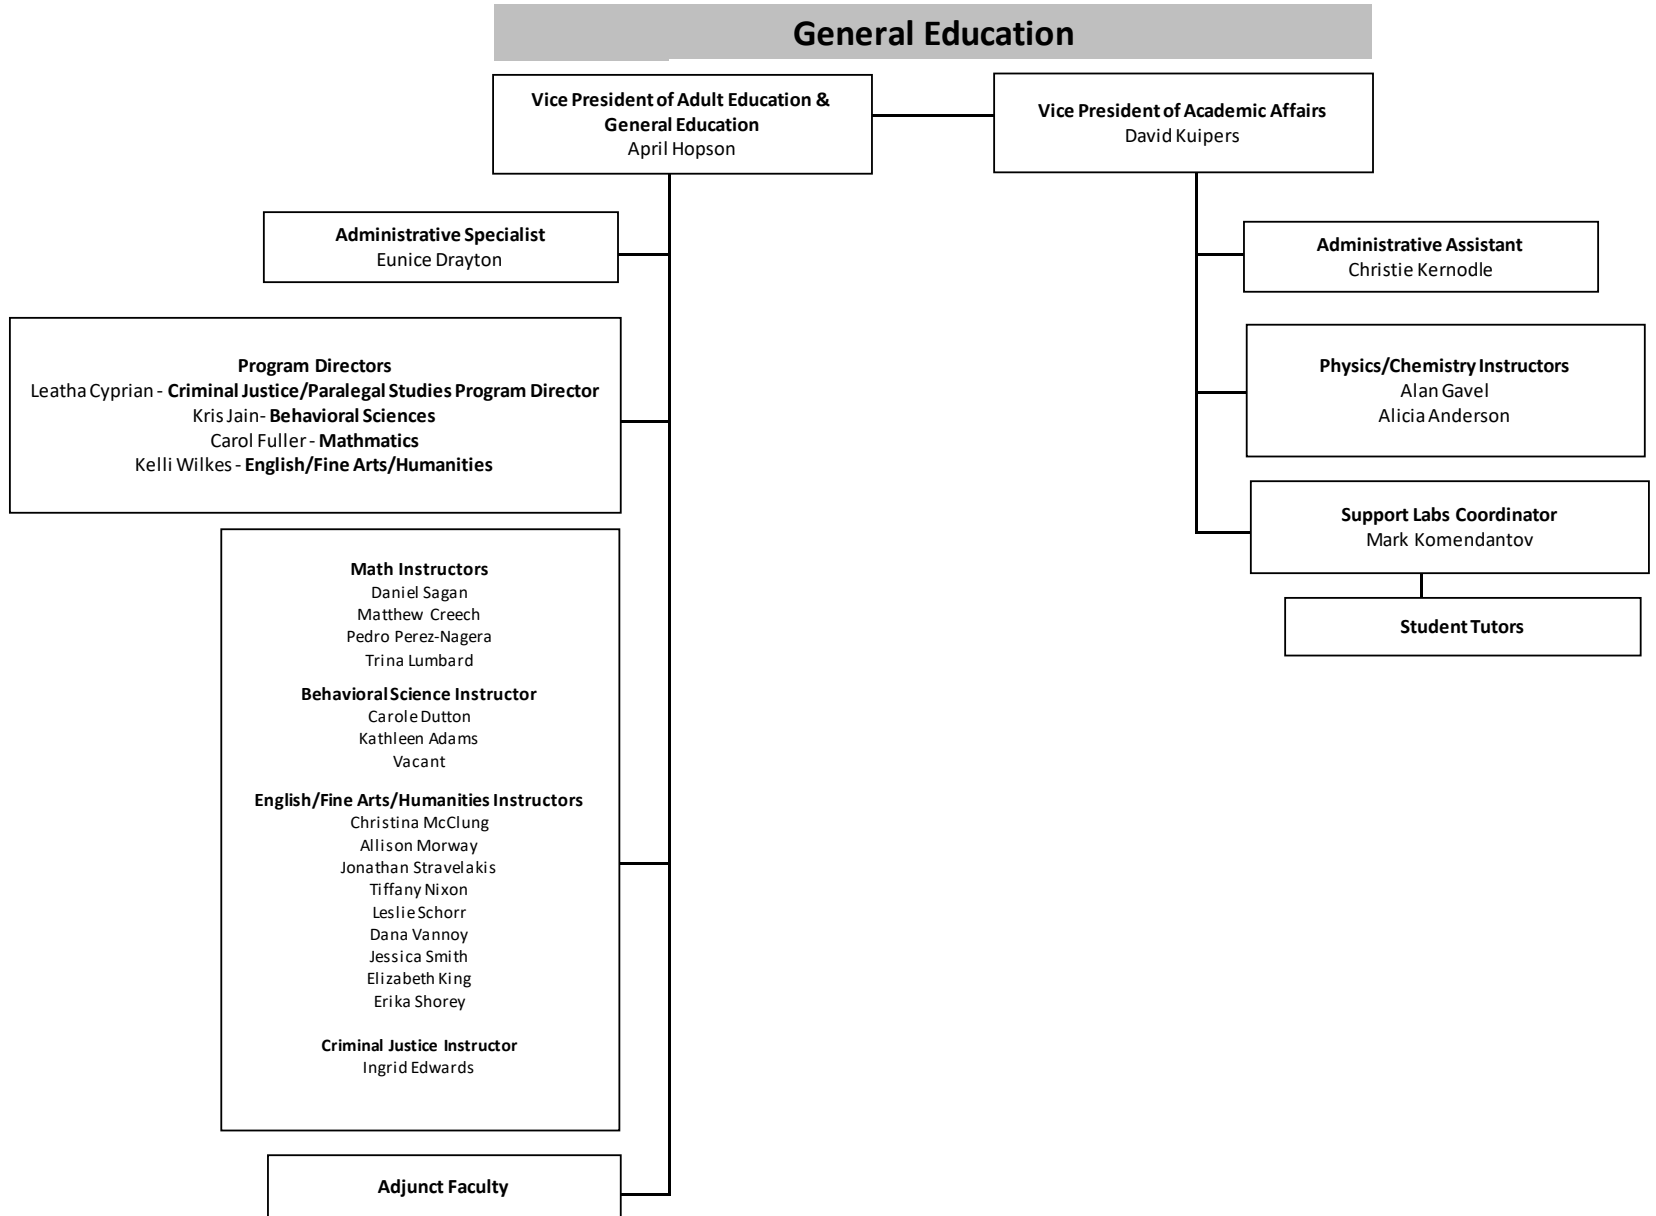 General Education
Vice President of Adult Education &
General Education
April Hopson
Vice President of Academic Affairs
David Kuipers
Administrative Specialist
Eunice Drayton
Administrative Assistant
Christie Kernodle
Program Directors
Leatha Cyprian - Criminal Justice/Paralegal Studies Program Director
Kris Jain- Behavioral Sciences
Carol Fuller - Mathmatics
Kelli Wilkes - English/Fine Arts/Humanities
Physics/Chemistry Instructors
Alan Gavel
Alicia Anderson
Support Labs Coordinator
Mark Komendantov
Student Tutors
Math Instructors
Daniel Sagan
Matthew Creech
Pedro Perez-Nagera
Trina Lumbard
Behavioral Science Instructor
Carole Dutton
Kathleen Adams
Vacant
English/Fine Arts/Humanities Instructors
Christina McClung
Allison Morway
Jonathan Stravelakis
Tiffany Nixon
Leslie Schorr
Dana Vannoy
Jessica Smith
Elizabeth King
Erika Shorey
Criminal Justice Instructor
Ingrid Edwards
Adjunct Faculty